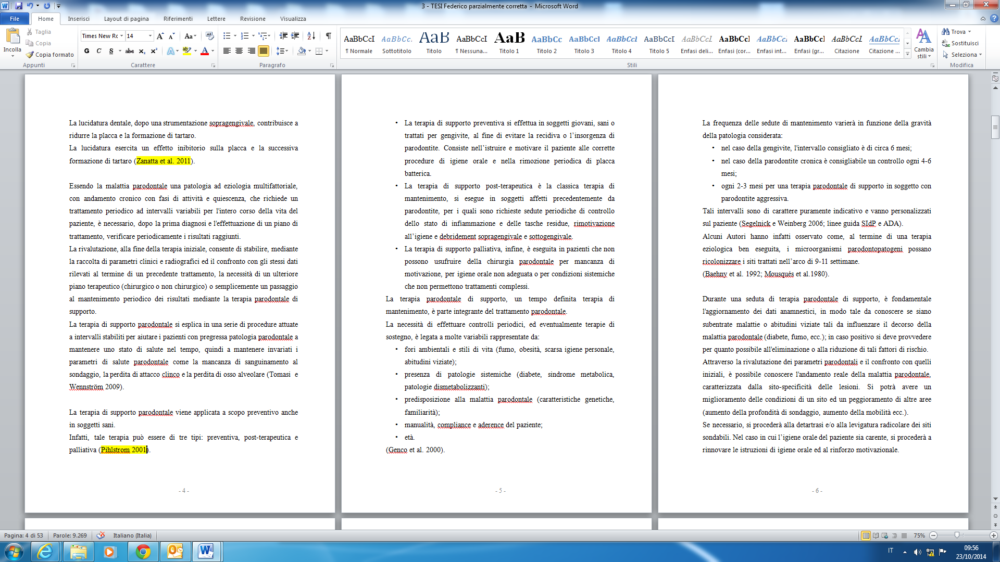 3 - TESI Federico parzialmente corretta - Microsoft Word
File Home Inserisci Layout di pagina Riferimenti Lettere Revisione Visualizza
Incolla
Taglia
Copia
Copia formato
Appunti
Times New Rc 14
Carattere
Paragrafo
AaBbCcI AaBbCc. AaB AaBbCcI AaB AaBbCc AaBbCcI AaBbCcI AaBbCcI AaBbCcI AaBbCcI AaBbCcI AaBbCcI AaBbCcI AaBbCcI
¶ Normale Sottotitolo Titolo ¶ Nessuna... Titolo 1 Titolo 2 Titolo 3 Titolo 4 Titolo 5 Enfasi deli... Enfasi (cor... Enfasi int... Enfasi (gr... Citazione Citazione ...
Stili
Cambia stili
Trova
Sostituisci
Seleziona
Modifica
La lucidatura dentale, dopo una strumentazione sopragengivale, contribuisce a
ridurre la placca e la formazione di tartaro.
La lucidatura esercita un effetto inibitorio sulla placca e la successiva
formazione di tartaro (Zanatta et al. 2011).
Essendo la malattia parodontale una patologia ad eziologia multifattoriale,
con andamento cronico con fasi di attività e quiescenza, che richiede un
trattamento periodico ad intervalli variabili per l'intero corso della vita del
paziente, è necessario, dopo la prima diagnosi e l'effettuazione di un piano di
trattamento, verificare periodicamente i risultati raggiunti.
La rivalutazione, alla fine della terapia iniziale, consente di stabilire, mediante
la raccolta di parametri clinici e radiografici ed il confronto con gli stessi dati
rilevati al termine di un precedente trattamento, la necessità di un ulteriore
piano terapeutico (chirurgico o non chirurgico) o semplicemente un passaggio
al mantenimento periodico dei risultati mediante la terapia parodontale di
supporto.
La terapia di supporto parodontale si esplica in una serie di procedure attuate
a intervalli stabiliti per aiutare i pazienti con pregressa patologia parodontale a
mantenere uno stato di salute nel tempo, quindi a mantenere invariati i
parametri di salute parodontale come la mancanza di sanguinamento al
sondaggio, la perdita di attacco clinco e la perdita di osso alveolare (Tomasi e
Wennström 2009).
La terapia di supporto parodontale viene applicata a scopo preventivo anche
in soggetti sani.
Infatti, tale terapia può essere di tre tipi: preventiva, post-terapeutica e
palliativa (Pihlstrom 2001).
- 4 -
• La terapia di supporto preventiva si effettua in soggetti giovani, sani o
trattati per gengivite, al fine di evitare la recidiva o l’insorgenza di
parodontite. Consiste nell’istruire e motivare il paziente alle corrette
procedure di igiene orale e nella rimozione periodica di placca
batterica.
• La terapia di supporto post-terapeutica è la classica terapia di
mantenimento, si esegue in soggetti affetti precedentemente da
parodontite, per i quali sono richieste sedute periodiche di controllo
dello stato di infiammazione e delle tasche residue, rimotivazione
all’igiene e debridement sopragengivale e sottogengivale.
• La terapia di supporto palliativa, infine, è eseguita in pazienti che non
possono usufruire della chirurgia parodontale per mancanza di
motivazione, per igiene orale non adeguata o per condizioni sistemiche
che non permettono trattamenti complessi.
La terapia parodontale di supporto, un tempo definita terapia di
mantenimento, è parte integrante del trattamento parodontale.
La necessità di effettuare controlli periodici, ed eventualmente terapie di
sostegno, è legata a molte variabili rappresentate da:
• fori ambientali e stili di vita (fumo, obesità, scarsa igiene personale,
abitudini viziate);
• presenza di patologie sistemiche (diabete, sindrome metabolica,
patologie dismetabolizzanti);
• predisposizione alla malattia parodontale (caratteristiche genetiche,
familiarità);
• manualità, compliance e aderence del paziente;
• età.
(Genco et al. 2000).
- 5 -
La frequenza delle sedute di mantenimento varierà in funzione della gravità
della patologia considerata:
• nel caso della gengivite, l'intervallo consigliato è di circa 6 mesi;
• nel caso della parodontite cronica è consigliabile un controllo ogni 4-6
mesi;
• ogni 2-3 mesi per una terapia parodontale di supporto in soggetto con
parodontite aggressiva.
Tali intervalli sono di carattere puramente indicativo e vanno personalizzati
sul paziente (Segelnick e Weinberg 2006; linee guida SIdP e ADA).
Alcuni Autori hanno infatti osservato come, al termine di una terapia
eziologica ben eseguita, i microorganismi parodontopatogeni possano
ricolonizzare i siti trattati nell’arco di 9-11 settimane.
(Baehny et al. 1992; Mousqués et al.1980).
Durante una seduta di terapia parodontale di supporto, è fondamentale
l'aggiornamento dei dati anamnestici, in modo tale da conoscere se siano
subentrate malattie o abitudini viziate tali da influenzare il decorso della
malattia parodontale (diabete, fumo, ecc.); in caso positivo si deve provvedere
per quanto possibile all'eliminazione o alla riduzione di tali fattori di rischio.
Attraverso la rivalutazione dei parametri parodontali e il confronto con quelli
iniziali, è possibile conoscere l'andamento reale della malattia parodontale,
caratterizzata dalla sito-specificità delle lesioni. Si potrà avere un
miglioramento delle condizioni di un sito ed un peggioramento di altre aree
(aumento della profondità di sondaggio, aumento della mobilità ecc.).
Se necessario, si procederà alla detartrasi e/o alla levigatura radicolare dei siti
sondabili. Nel caso in cui l’igiene orale del paziente sia carente, si procederà a
rinnovare le istruzioni di igiene orale ed al rinforzo motivazionale.
- 6 -
Pagina: 4 di 53 Parole: 9.269 Italiano (Italia) 75%
IT 09:56
23/10/2014